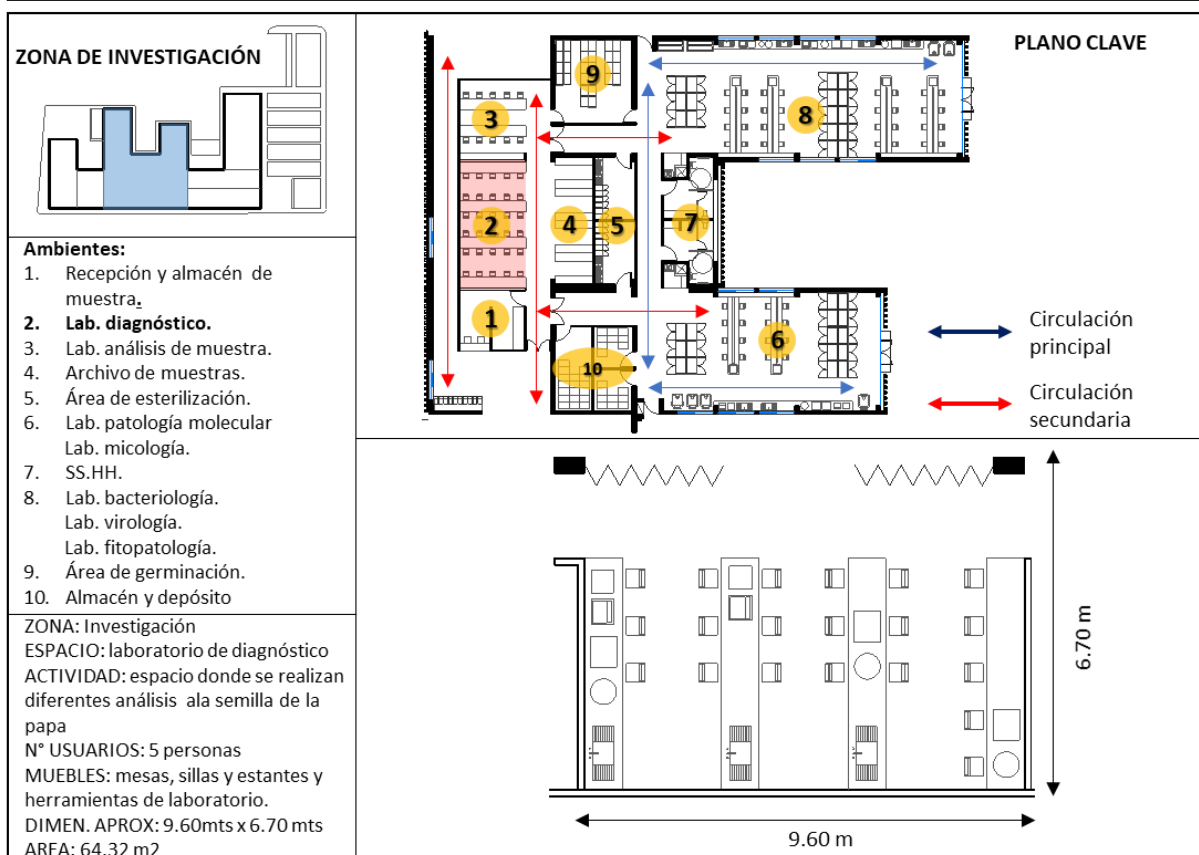 ZONA DE INVESTIGACIÓN
Ambientes:
1. Recepción y almacén de
muestra.
2. Lab. diagnóstico.
3. Lab. análisis de muestra.
4. Archivo de muestras.
5. Área de esterilización.
6. Lab. patología molecular
Lab. micología.
7. SS.HH.
8. Lab. bacteriología.
Lab. virología.
Lab. fitopatología.
9. Área de germinación.
10. Almacén y depósito
ZONA: Investigación
ESPACIO: laboratorio de diagnóstico
ACTIVIDAD: espacio donde se realizan
diferentes análisis ala semilla de la
papa
N° USUARIOS: 5 personas
MUEBLES: mesas, sillas y estantes y
herramientas de laboratorio.
DIMEN. APROX: 9.60mts x 6.70 mts
AREA: 64.32 m2
PLANO CLAVE
9
3
8
2
4
5
7
1
6
10
Circulación
principal
Circulación
secundaria
6.70 m
9.60 m